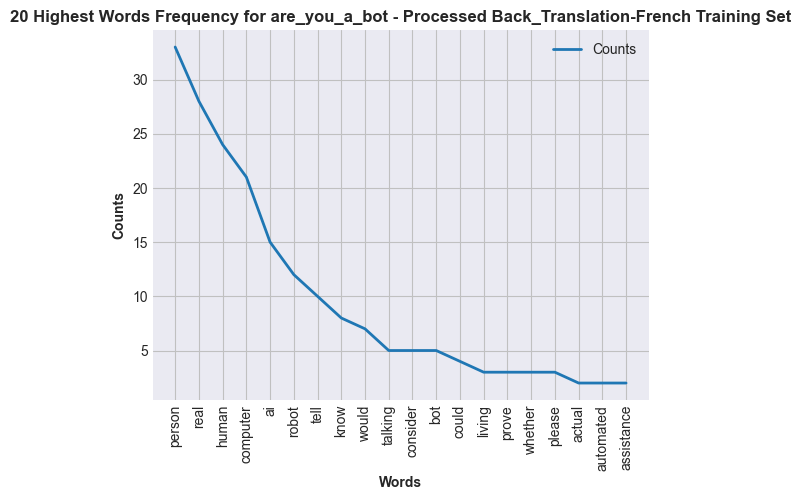 20 Highest Words Frequency for are_you_a_bot - Processed Back_Translation-French Training Set
Counts
30
25
20
15
10
5
Counts
person
real
human
computer
ai
robot
tell
know
would
talking
consider
bot
could
living
prove
whether
please
actual
automated
assistance
Words